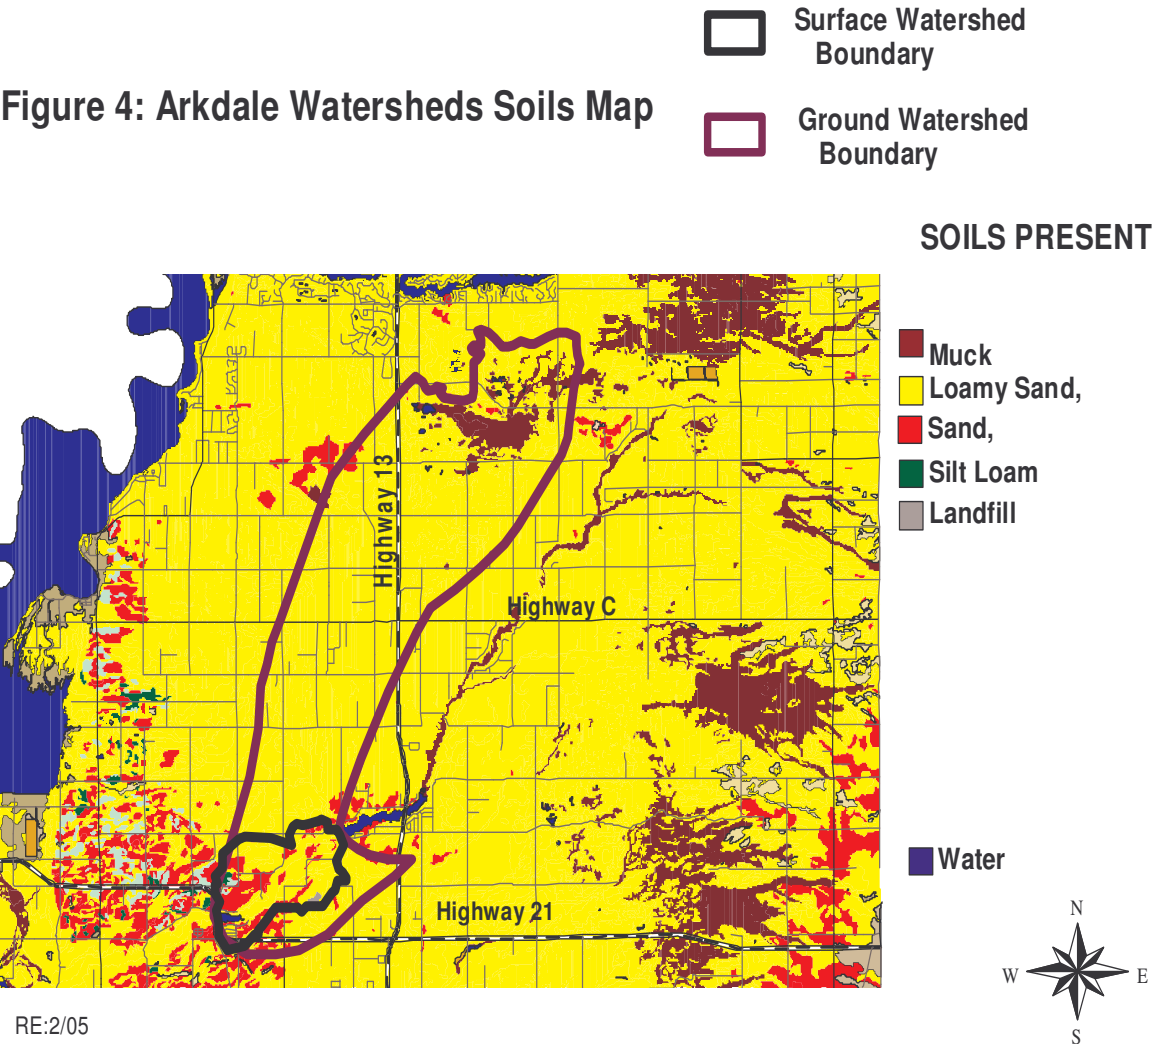 Surface Watershed
Boundary
Figure 4: Arkdale Watersheds Soils Map
Ground Watershed
Boundary
SOILS PRESENT
Muck
Loamy Sand,
Sand,
Silt Loam
Landfill
Highway 13
Highway C
Water
Highway 21
N
W
E
S
RE:2/05